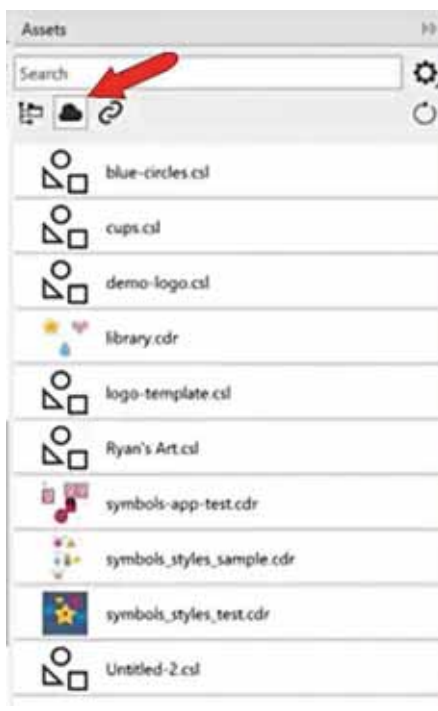 Assets
Search
blue-circles.csl
cups.csl
demo-logo.csl
library.cdr
logo-template.csl
Ryan's Art.csl
symbols-app-test.cdr
symbols_styles_sample.cdr
symbols_styles_test.cdr
Untitled-2.csl